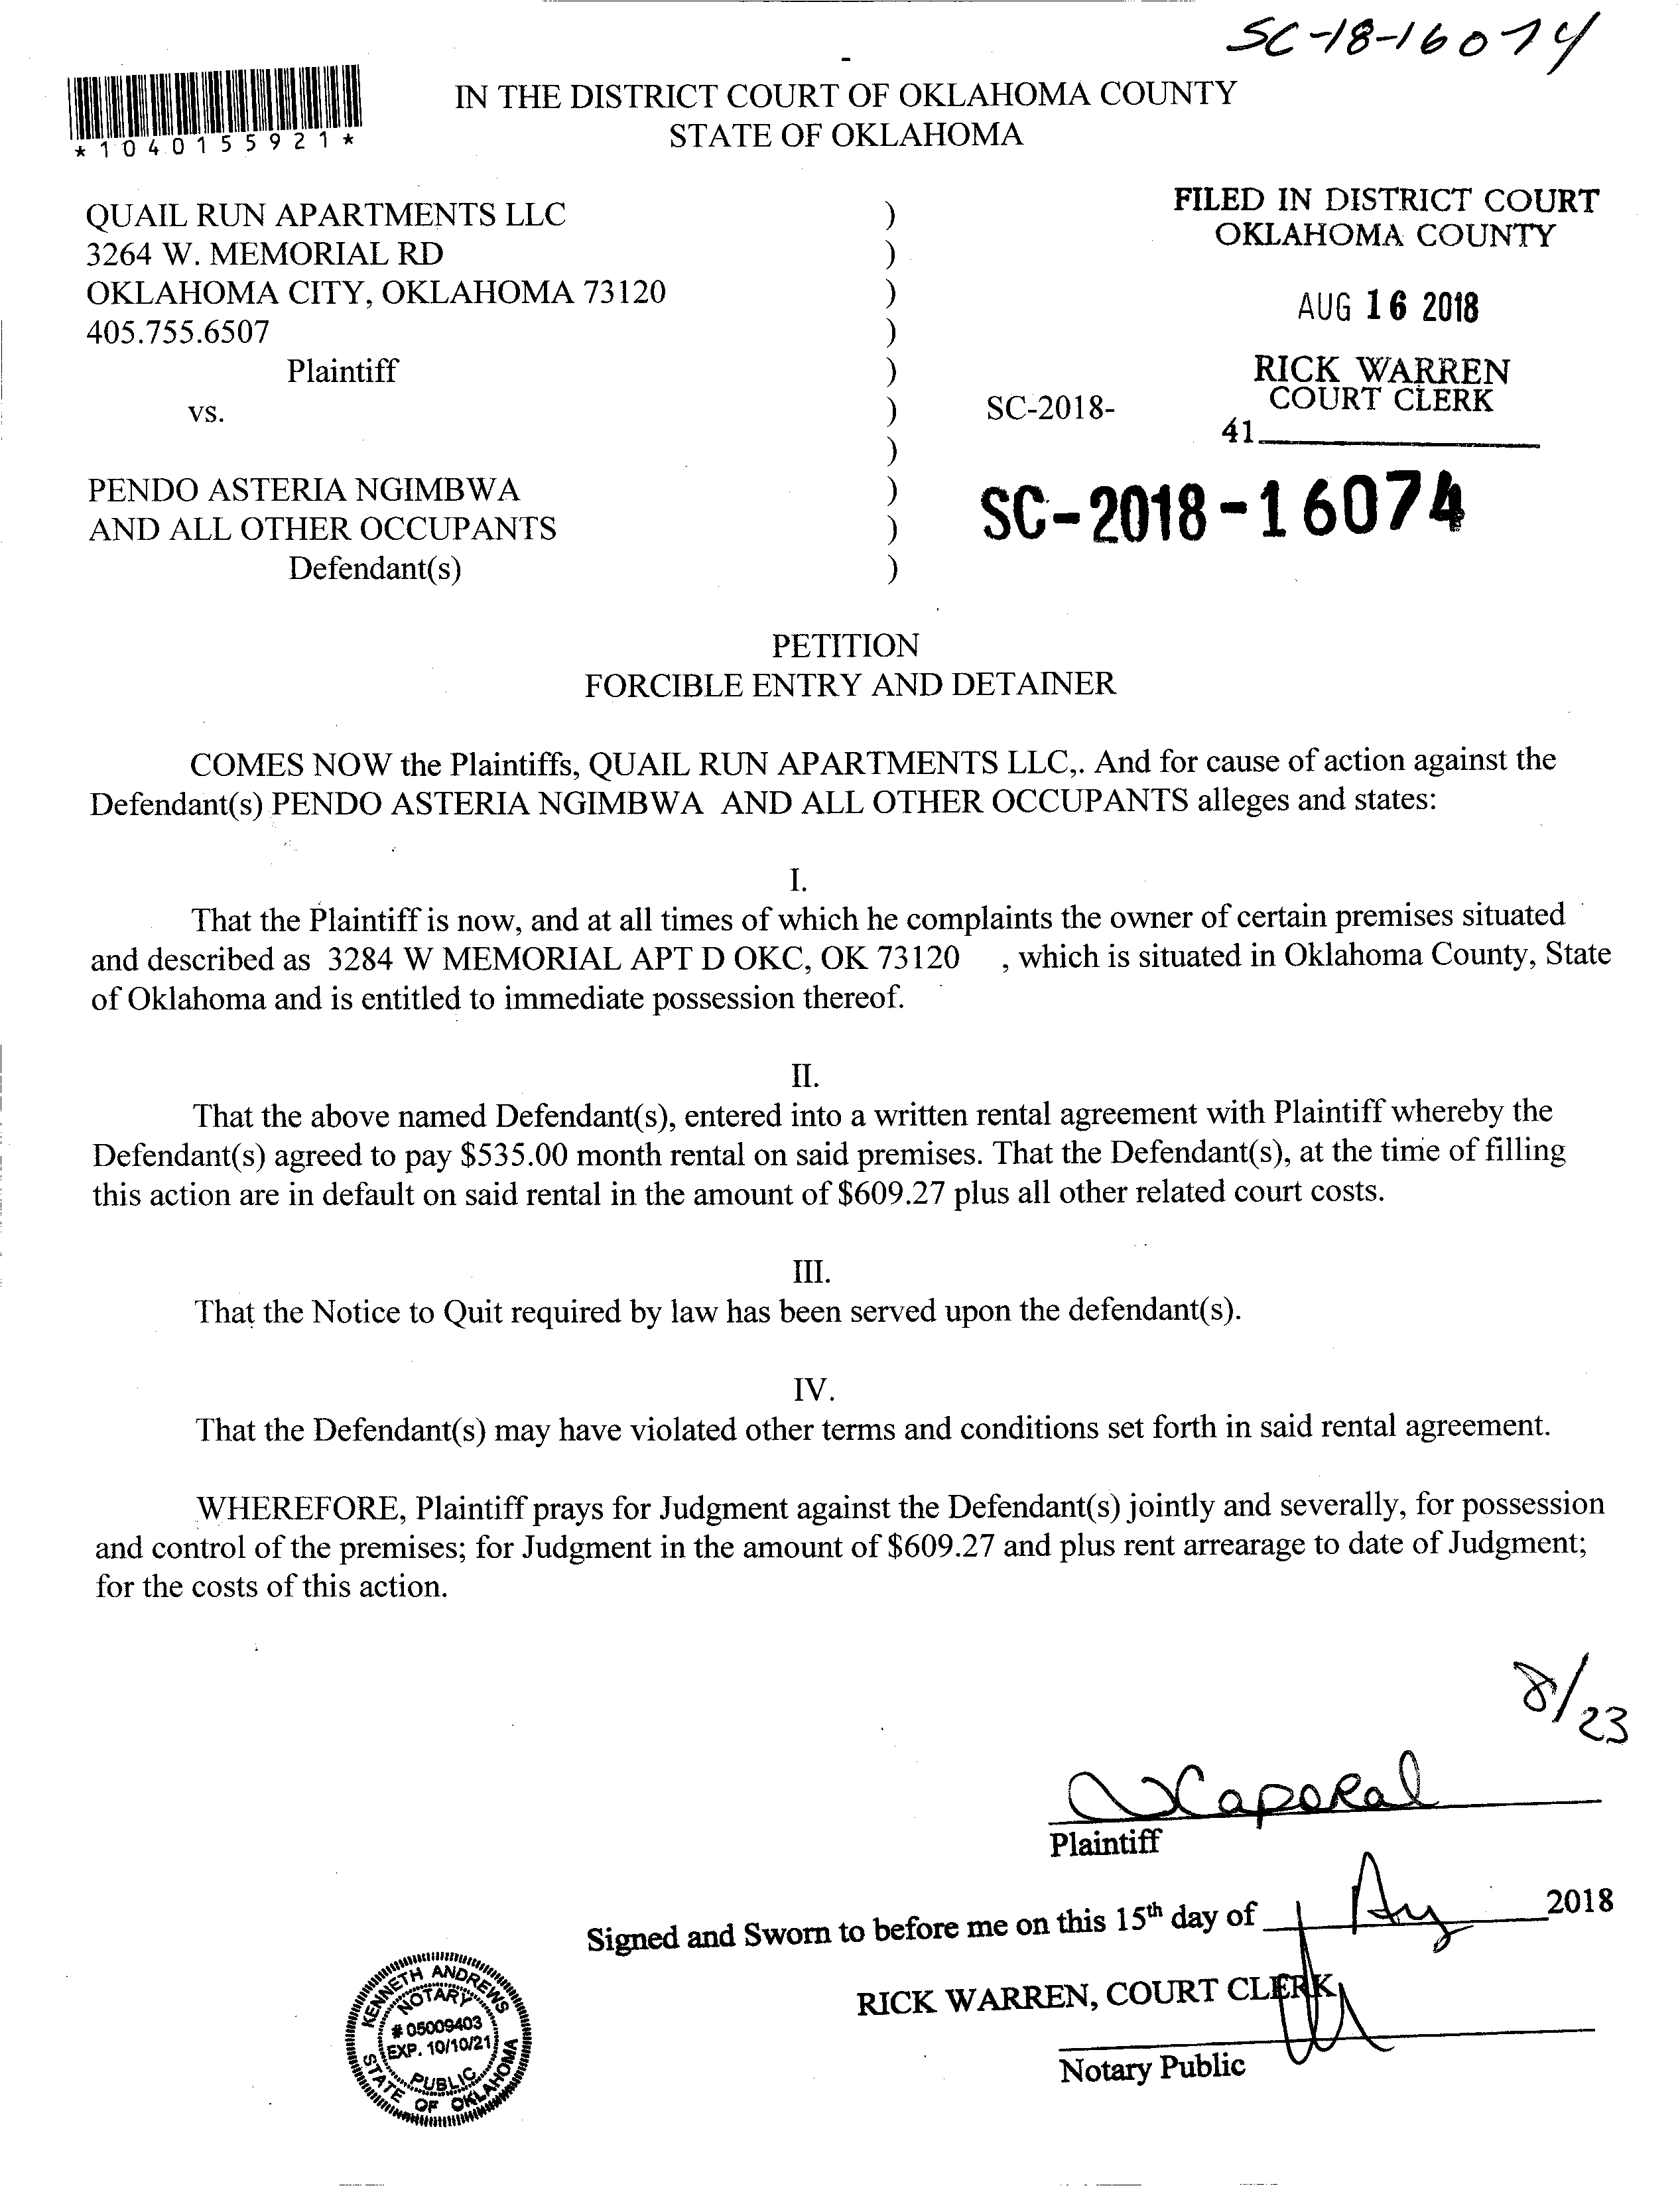 SC-18-16074
*1040155921*
IN THE DISTRICT COURT OF OKLAHOMA COUNTY
STATE OF OKLAHOMA
QUAIL RUN APARTMENTS LLC )
3264 W. MEMORIAL RD )
OKLAHOMA CITY, OKLAHOMA 73120 )
405.755.6507 )
Plaintiff )
vs. ) SC-2018-
)
PENDO ASTERIA NGIMBWA )
AND ALL OTHER OCCUPANTS )
Defendant(s) )
FILED IN DISTRICT COURT
OKLAHOMA COUNTY
AUG 16 2018
RICK WARREN
COURT CLERK
41
SC-2018-16074
PETITION
FORCIBLE ENTRY AND DETAINER
COMES NOW the Plaintiffs, QUAIL RUN APARTMENTS LLC,. And for cause of action against the
Defendant(s) PENDO ASTERIA NGIMBWA AND ALL OTHER OCCUPANTS alleges and states:
I.
That the Plaintiff is now, and at all times of which he complaints the owner of certain premises situated
and described as 3284 W MEMORIAL APT D OKC, OK 73120 , which is situated in Oklahoma County, State
of Oklahoma and is entitled to immediate possession thereof.
II.
That the above named Defendant(s), entered into a written rental agreement with Plaintiff whereby the
Defendant(s) agreed to pay $535.00 month rental on said premises. That the Defendant(s), at the time of filling
this action are in default on said rental in the amount of $609.27 plus all other related court costs.
III.
That the Notice to Quit required by law has been served upon the defendant(s).
IV.
That the Defendant(s) may have violated other terms and conditions set forth in said rental agreement.
WHEREFORE, Plaintiff prays for Judgment against the Defendant(s) jointly and severally, for possession
and control of the premises; for Judgment in the amount of $609.27 and plus rent arrearage to date of Judgment;
for the costs of this action.
8/23
Caporal
Plaintiff
Signed and Sworn to before me on this 15th day of Aug 2018
RICK WARREN, COURT CLERK
Notary Public
KENNETH ANDREWS
NOTARY
# 05009403
EXP. 10/10/21
PUBLIC
STATE OF OKLAHOMA